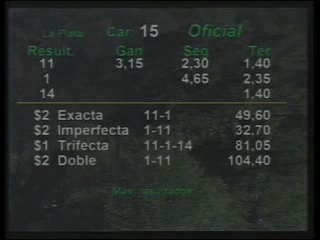 La Plata Car: 15 Oficial
Result. Gan Seg Ter
11 3,15 2,30 1,40
1 4,65 2,35
14 1,40
$2 Exacta 11-1 49,60
$2 Imperfecta 1-11 32,70
$1 Trifecta 11-1-14 81,05
$2 Doble 1-11 104,40
Mas resultados